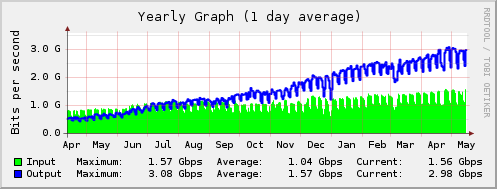 Yearly Graph (1 day average)
RRDTOOL / TOBI OETIKER
Bits per second
3.0 G
2.0 G
1.0 G
0.0
Apr May Jun Jul Aug Sep Oct Nov Dec Jan Feb Mar Apr May
Input Maximum: 1.57 Gbps Average: 1.04 Gbps Current: 1.56 Gbps
Output Maximum: 3.08 Gbps Average: 1.57 Gbps Current: 2.98 Gbps